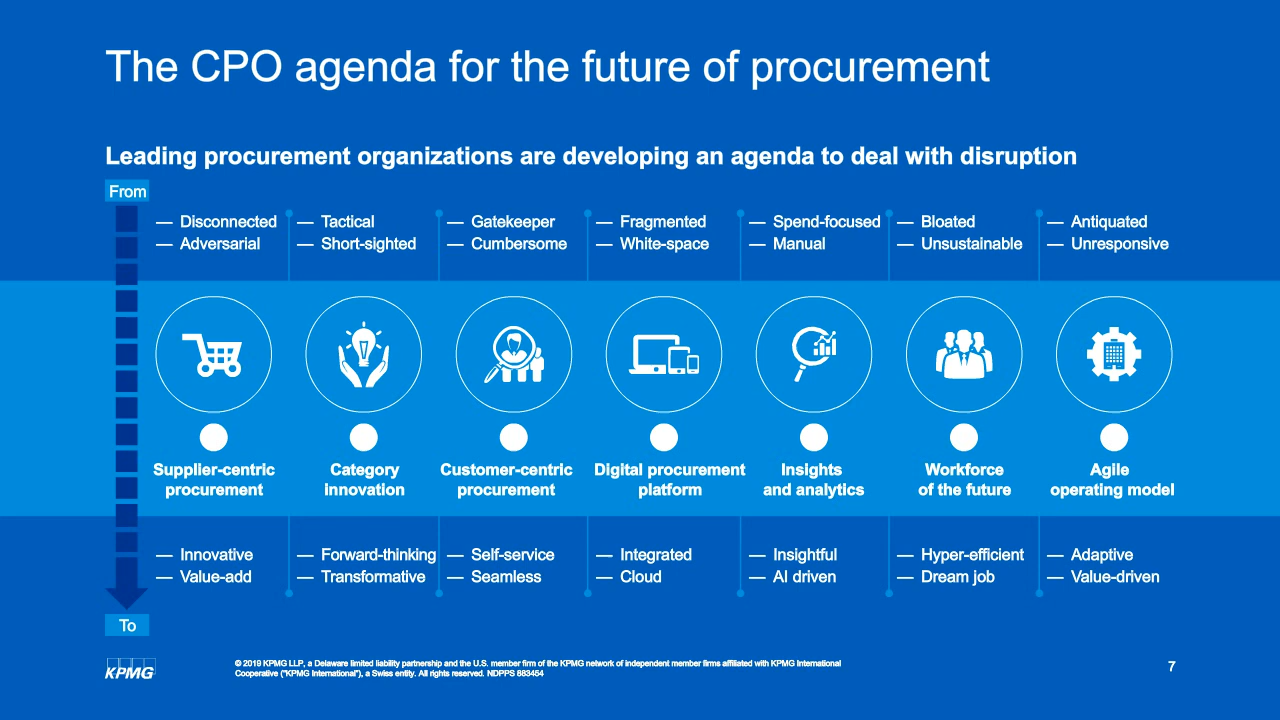 The CPO agenda for the future of procurement
Leading procurement organizations are developing an agenda to deal with disruption
From
— Disconnected
— Adversarial
— Tactical
— Short-sighted
— Gatekeeper
— Cumbersome
— Fragmented
— White-space
— Spend-focused
— Manual
— Bloated
— Unsustainable
— Antiquated
— Unresponsive
Supplier-centric
procurement
Category
innovation
Customer-centric
procurement
Digital procurement
platform
Insights
and analytics
Workforce
of the future
Agile
operating model
— Innovative
— Value-add
— Forward-thinking
— Transformative
— Self-service
— Seamless
— Integrated
— Cloud
— Insightful
— AI driven
— Hyper-efficient
— Dream job
— Adaptive
— Value-driven
To
KPMG
© 2019 KPMG LLP, a Delaware limited liability partnership and the U.S. member firm of the KPMG network of independent member firms affiliated with KPMG International
Cooperative ("KPMG International"), a Swiss entity. All rights reserved. NDPPS 883454
7